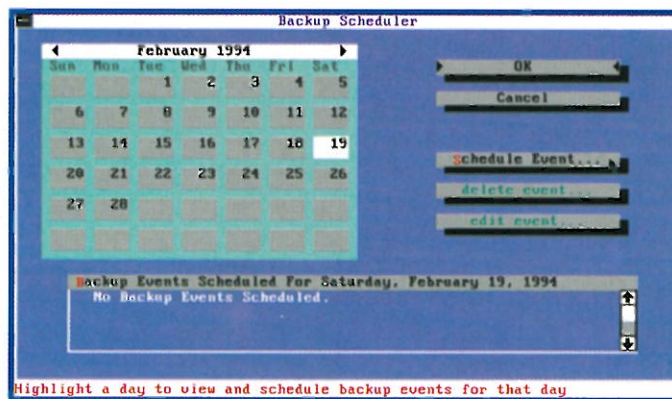 Backup Scheduler
February 1994
Sun Mon Tue Wed Thu Fri Sat
1 2 3 4 5
6 7 8 9 10 11 12
13 14 15 16 17 18 19
20 21 22 23 24 25 26
27 28
OK
Cancel
Schedule Event...
delete event...
edit event...
Backup Events Scheduled For Saturday, February 19, 1994
No Backup Events Scheduled.
Highlight a day to view and schedule backup events for that day